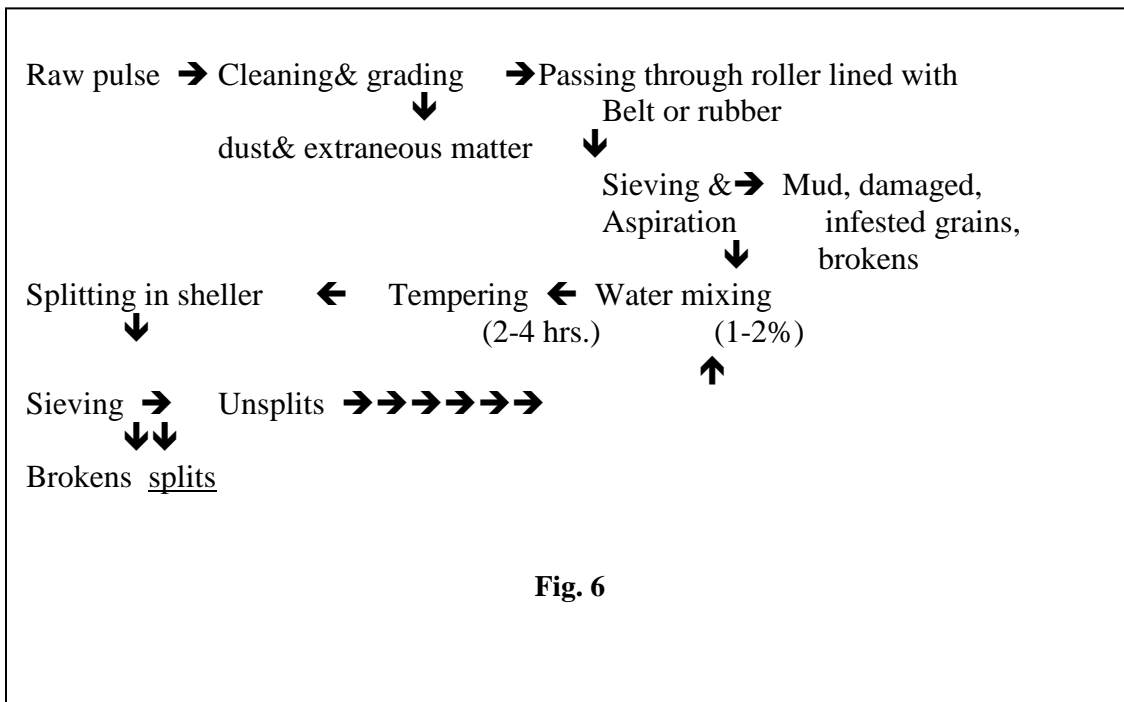 Raw pulse ➔ Cleaning& grading ➔Passing through roller lined with
🡻 Belt or rubber
dust& extraneous matter 🡻
Sieving &➔ Mud, damaged,
Aspiration infested grains,
🡻 brokens
Splitting in sheller 🡸 Tempering 🡸 Water mixing
🡻 (2-4 hrs.) (1-2%)
🡹
Sieving ➔ Unsplits ➔➔➔➔➔➔
🡻🡻
Brokens splits
Fig. 6